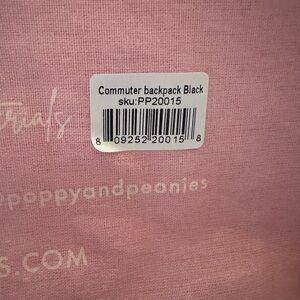 Commuter backpack Black
sku:PP20015
8 09252 20015 8
poppyandpeonies
S.COM